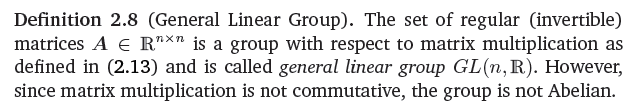 Definition 2.8 (General Linear Group). The set of regular (invertible)
matrices A ∈ ℝⁿˣⁿ is a group with respect to matrix multiplication as
defined in (2.13) and is called general linear group GL(n, ℝ). However,
since matrix multiplication is not commutative, the group is not Abelian.